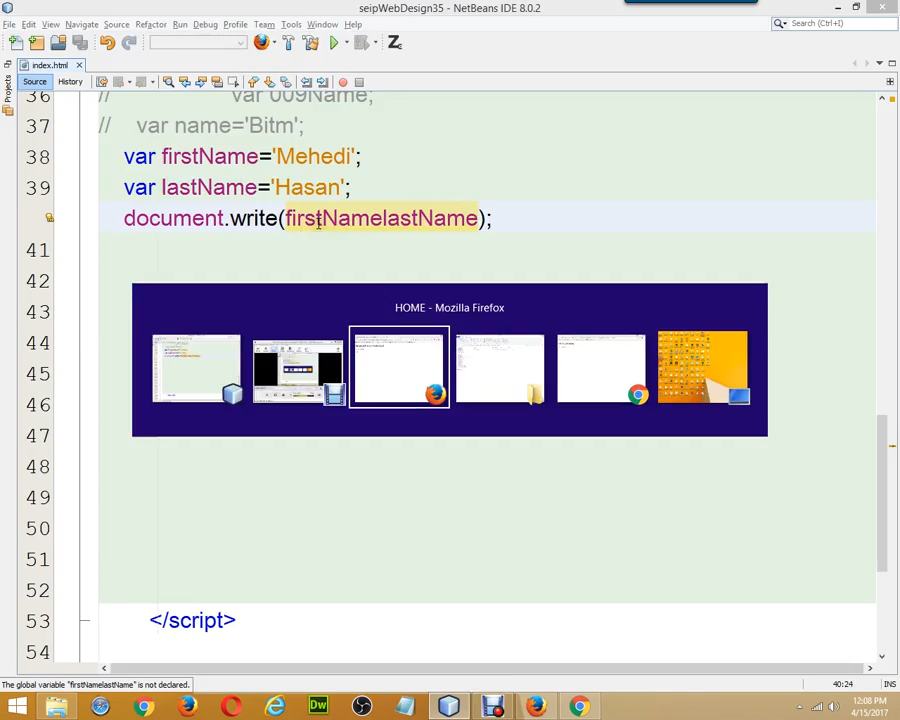 seipWebDesign35 - NetBeans IDE 8.0.2
File Edit View Navigate Source Refactor Run Debug Profile Team Tools Window Help
Search (Ctrl+I)
index.html
Source History
Projects
36 // var 009Name;
37 // var name='Bitm';
38 var firstName='Mehedi';
39 var lastName='Hasan';
document.write(firstNamelastName);
41
42
43 HOME - Mozilla Firefox
44
45
46
47
48
49
50
51
52
53 </script>
54
The global variable "firstNamelastName" is not declared. 40:24 INS
Dw 12:08 PM
4/15/2017